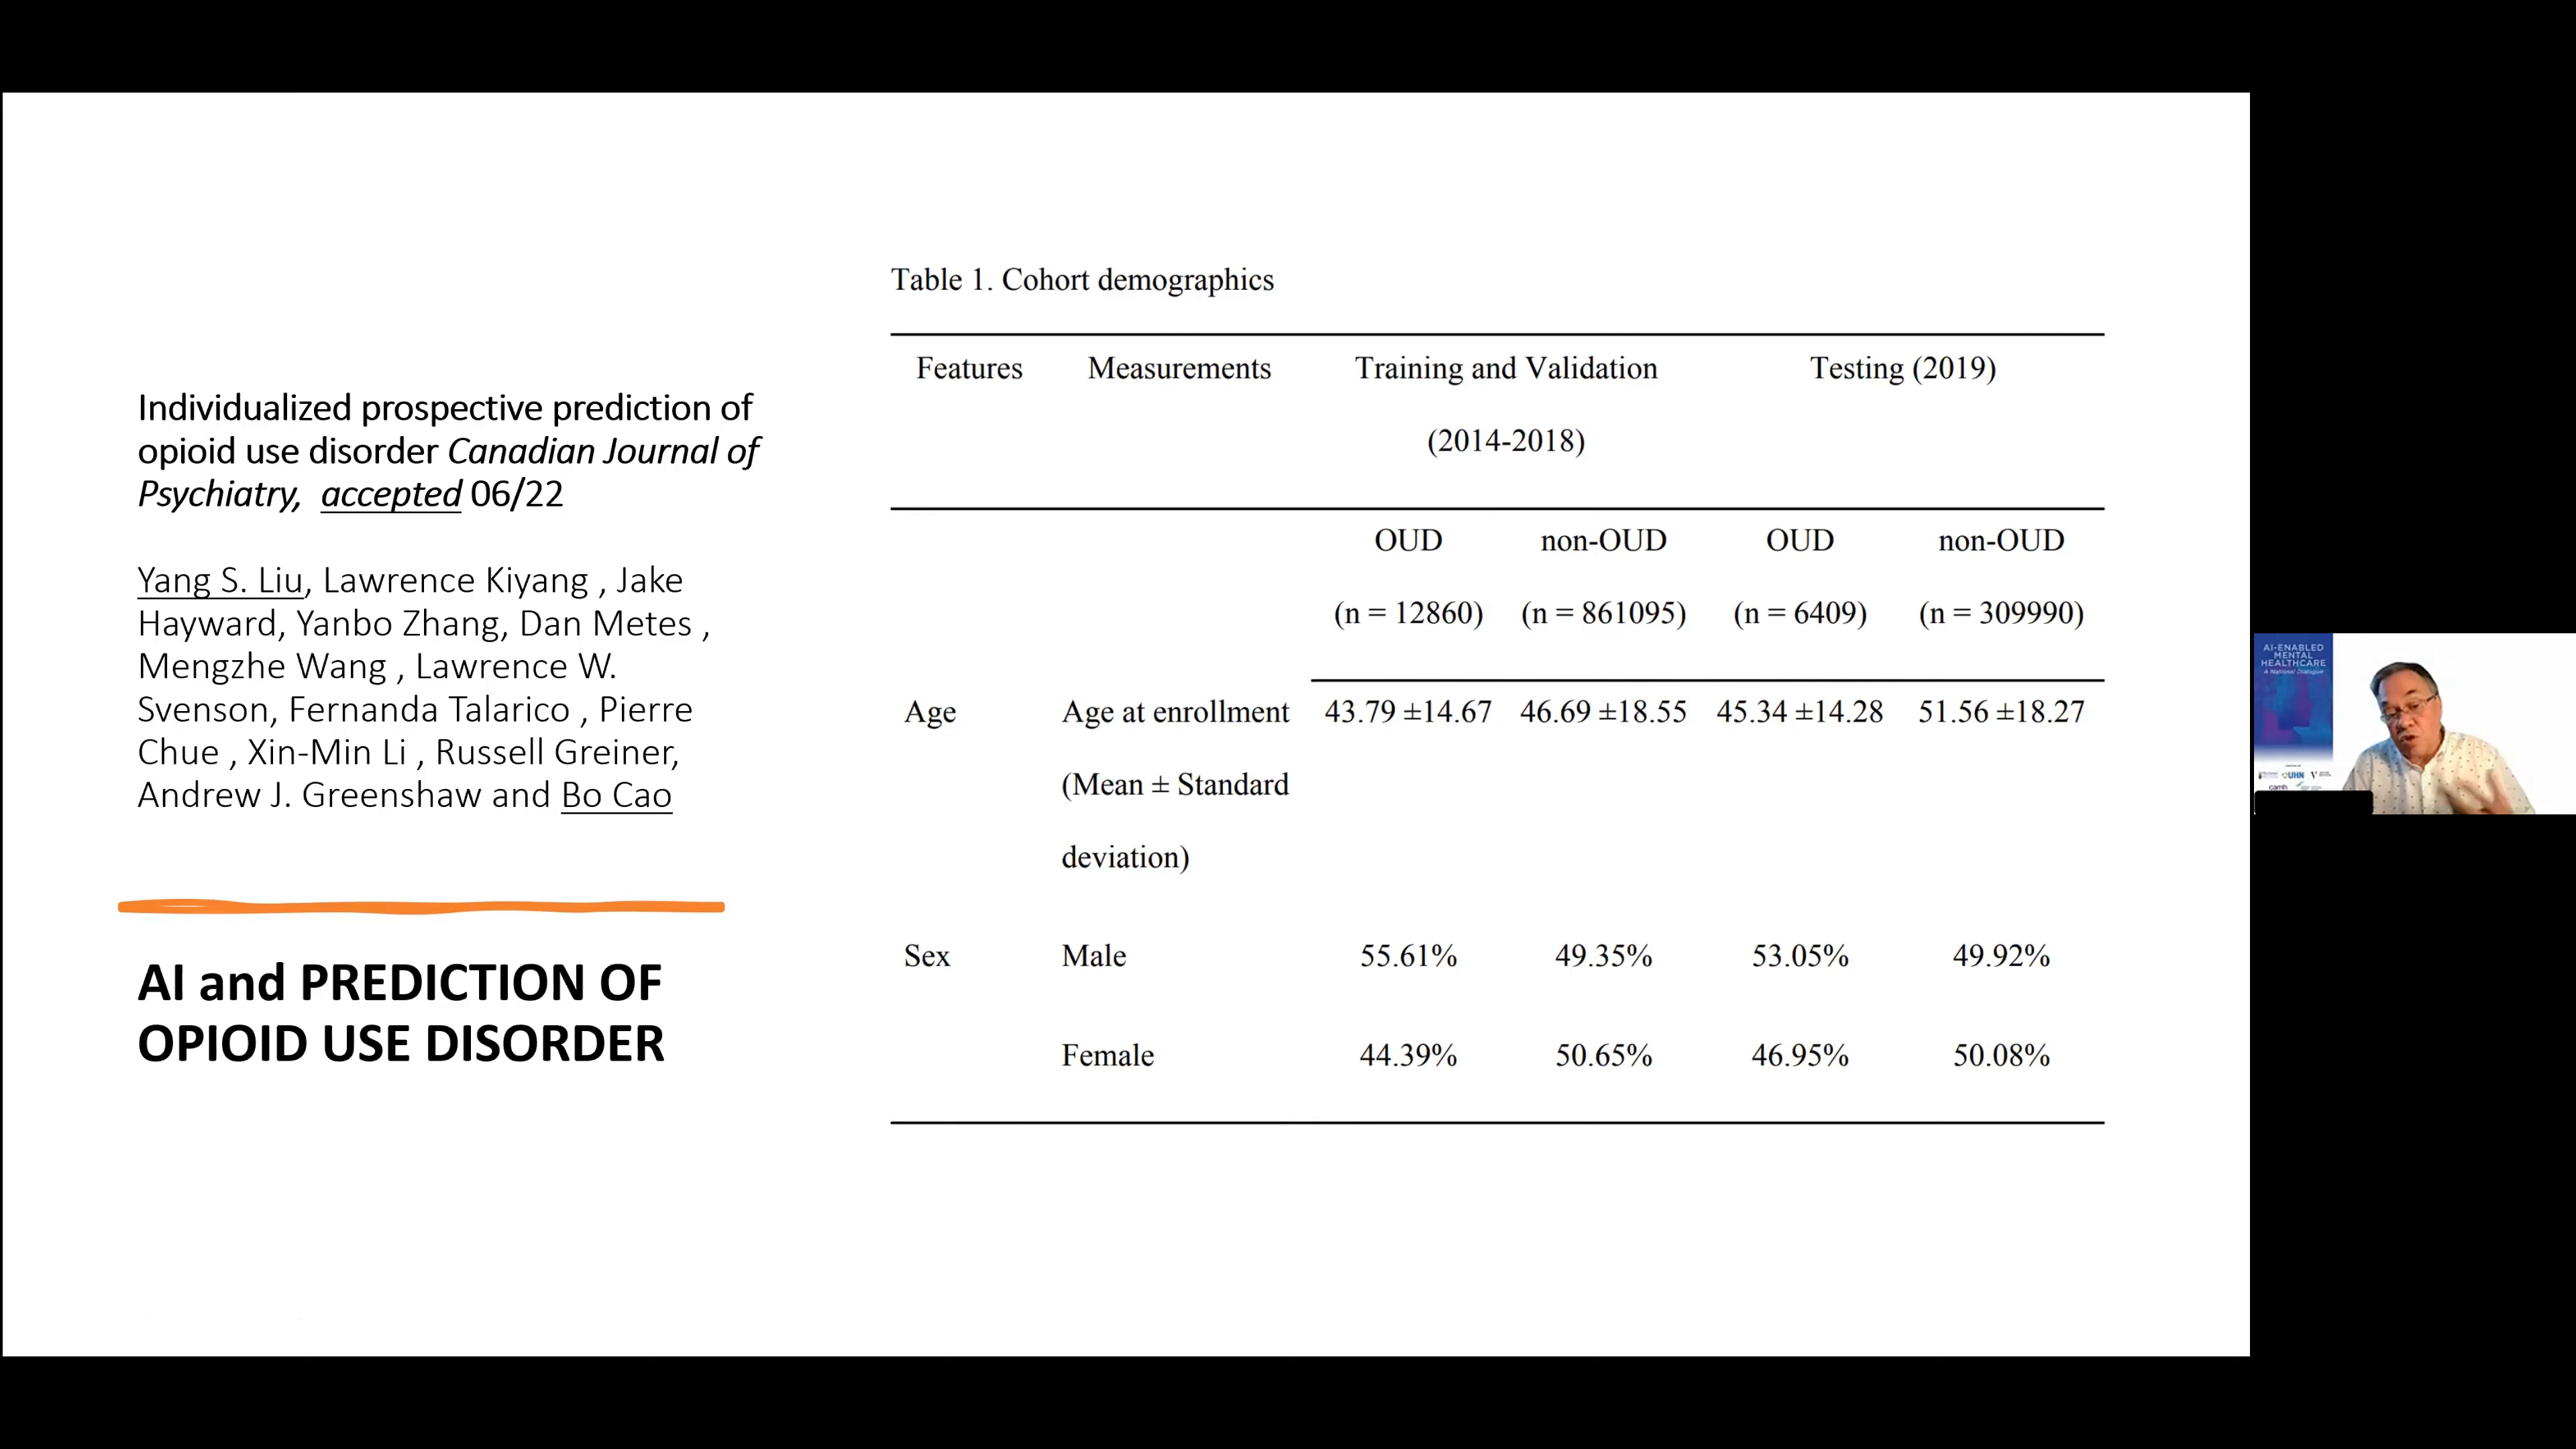 Individualized prospective prediction of
opioid use disorder Canadian Journal of
Psychiatry, accepted 06/22
Yang S. Liu, Lawrence Kiyang , Jake
Hayward, Yanbo Zhang, Dan Metes ,
Mengzhe Wang , Lawrence W.
Svenson, Fernanda Talarico , Pierre
Chue , Xin-Min Li , Russell Greiner,
Andrew J. Greenshaw and Bo Cao
AI and PREDICTION OF
OPIOID USE DISORDER
Table 1. Cohort demographics
Features Measurements Training and Validation Testing (2019)
(2014-2018)
OUD non-OUD OUD non-OUD
(n = 12860) (n = 861095) (n = 6409) (n = 309990)
Age Age at enrollment 43.79 ±14.67 46.69 ±18.55 45.34 ±14.28 51.56 ±18.27
(Mean ± Standard
deviation)
Sex Male 55.61% 49.35% 53.05% 49.92%
Female 44.39% 50.65% 46.95% 50.08%
AI-ENABLED
MENTAL
HEALTHCARE
A National Dialogue
UHN
camh